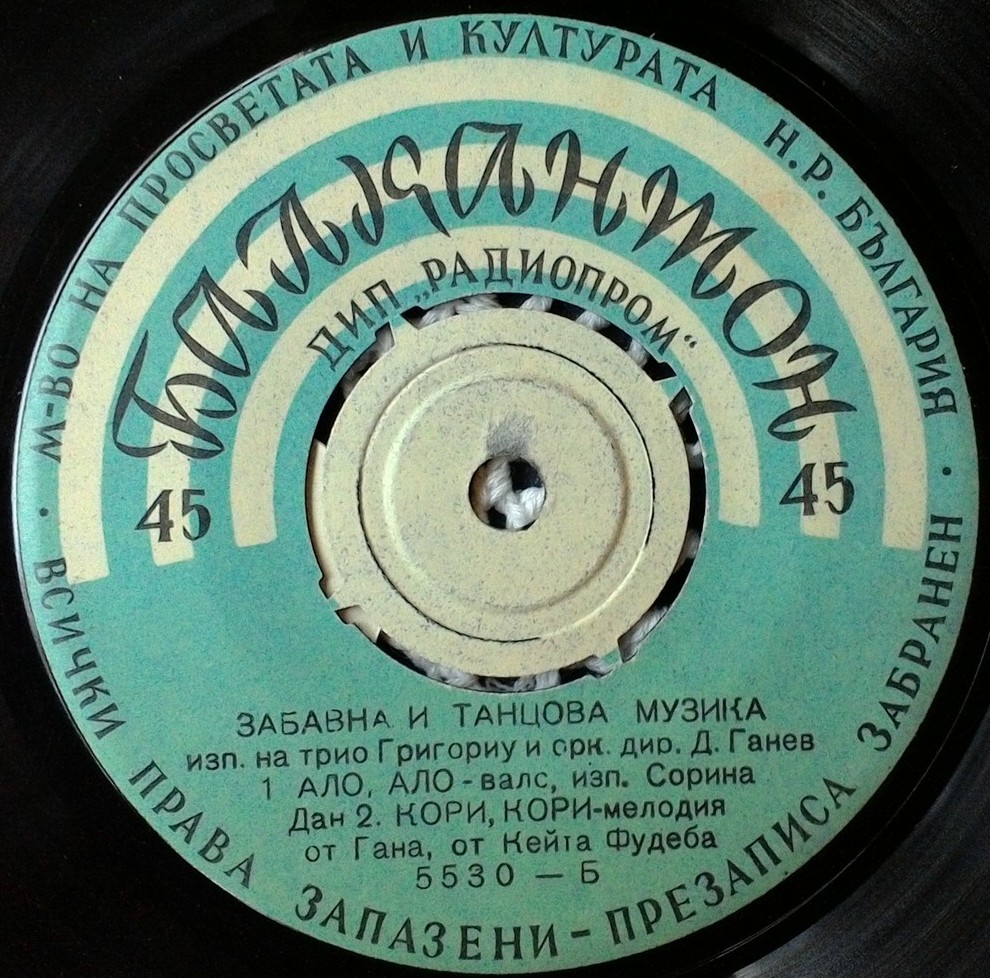 М-ВО НА ПРОСВЕТАТА И КУЛТУРАТА Н.Р. БЪЛГАРИЯ
БАЛКАНТОН
ДИП „РАДИОПРОМ“
45 45
ЗАБАВНА И ТАНЦОВА МУЗИКА
изп. на трио Григориу и орк. дир. Д. Ганев
1 АЛО, АЛО - валс, изп. Сорина
Дан 2. КОРИ, КОРИ-мелодия
от Гана, от Кейта Фудеба
5530 — Б
· ВСИЧКИ ПРАВА ЗАПАЗЕНИ - ПРЕЗАПИСА ЗАБРАНЕН ·